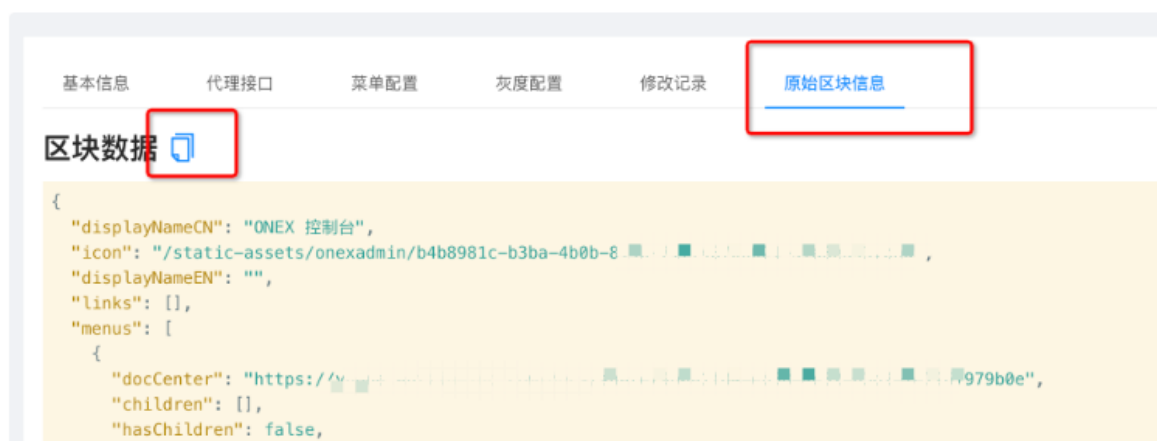 基本信息 代理接口 菜单配置 灰度配置 修改记录 原始区块信息
区块数据
{
"displayNameCN": "ONEX 控制台",
"icon": "/static-assets/onexadmin/b4b8981c-b3ba-4b0b-8 ,
"displayNameEN": "",
"links": [],
"menus": [
{
"docCenter": "https:/ 979b0e",
"children": [],
"hasChildren": false,